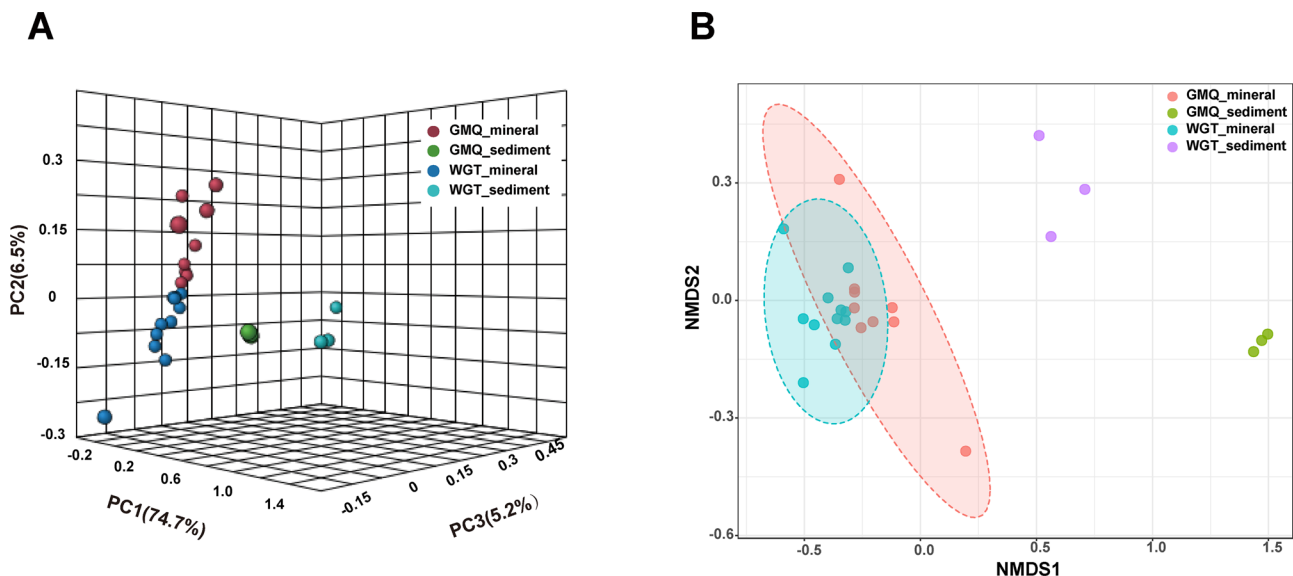 A
GMQ_mineral
GMQ_sediment
WGT_mineral
WGT_sediment
0.3
0.15
0
-0.15
-0.3
PC2(6.5%)
-0.2
0.2
0.6
1.0
1.4
PC1(74.7%)
-0.15
0
0.15
0.3
0.45
PC3(5.2%)
B
GMQ_mineral
GMQ_sediment
WGT_mineral
WGT_sediment
0.3
0.0
-0.3
-0.6
NMDS2
-0.5
0.0
0.5
1.0
1.5
NMDS1